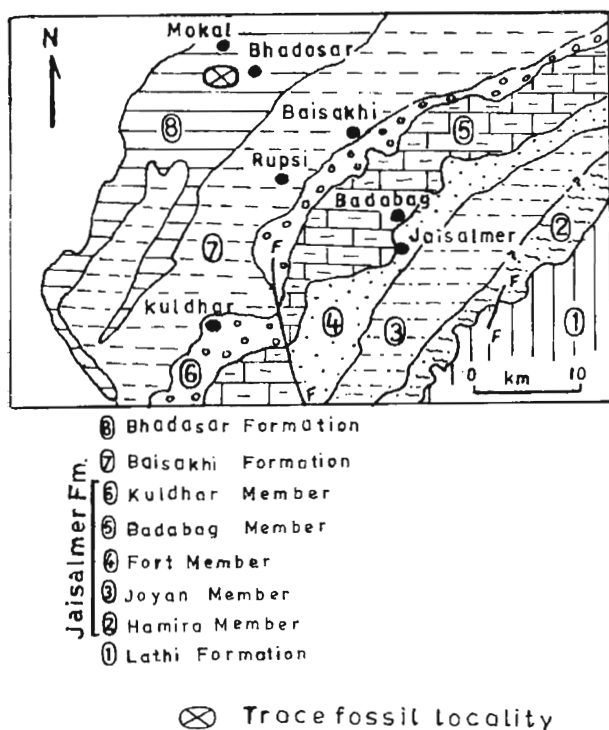 N
Mokal
Bhadasar
Baisakhi
8
5
Rupsi
Badabag
2
Jaisalmer
7
F
?
?
F
Kuldhar
4
3
1
F
6
F
0 km 10
8 Bhadasar Formation
7 Baisakhi Formation
Jaisalmer Fm.
6 Kuldhar Member
5 Badabag Member
4 Fort Member
3 Joyan Member
2 Hamira Member
1 Lathi Formation
Trace fossil locality